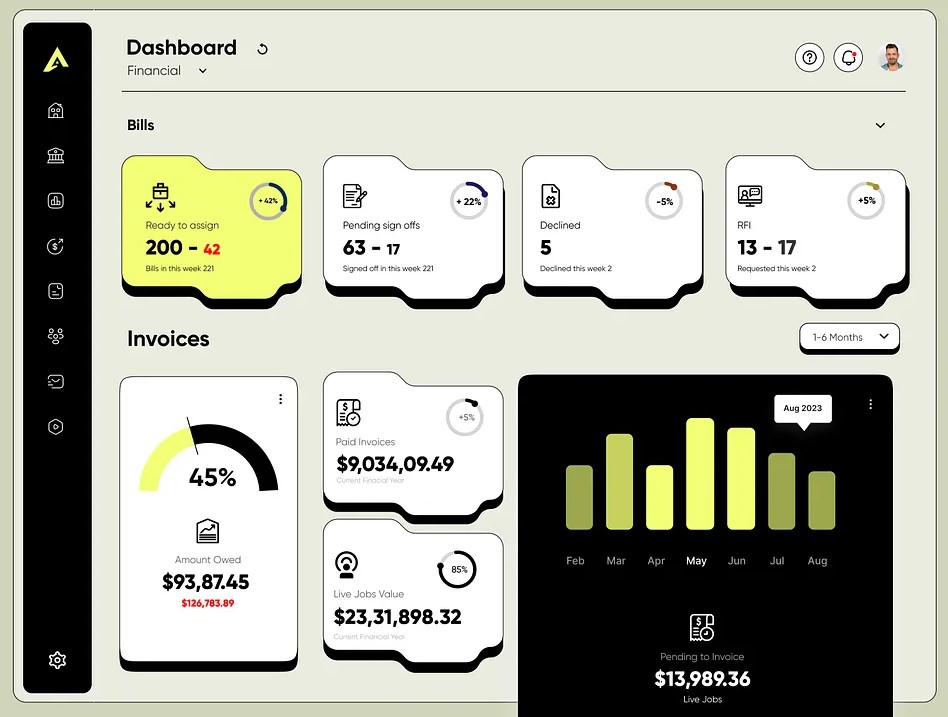 Dashboard
Financial
Bills
+ 42%
Ready to assign
200 - 42
Bills in this week 221
+ 22%
Pending sign offs
63 - 17
Signed off in this week 221
-5%
Declined
5
Declined this week 2
+5%
RFI
13 - 17
Requested this week 2
Invoices
1-6 Months
45%
Amount Owed
$93,87.45
$126,783.89
+5%
Paid Invoices
$9,034,09.49
Current Finacial Year
85%
Live Jobs Value
$23,31,898.32
Current Financial Year
Aug 2023
Feb Mar Apr May Jun Jul Aug
Pending to Invoice
$13,989.36
Live Jobs